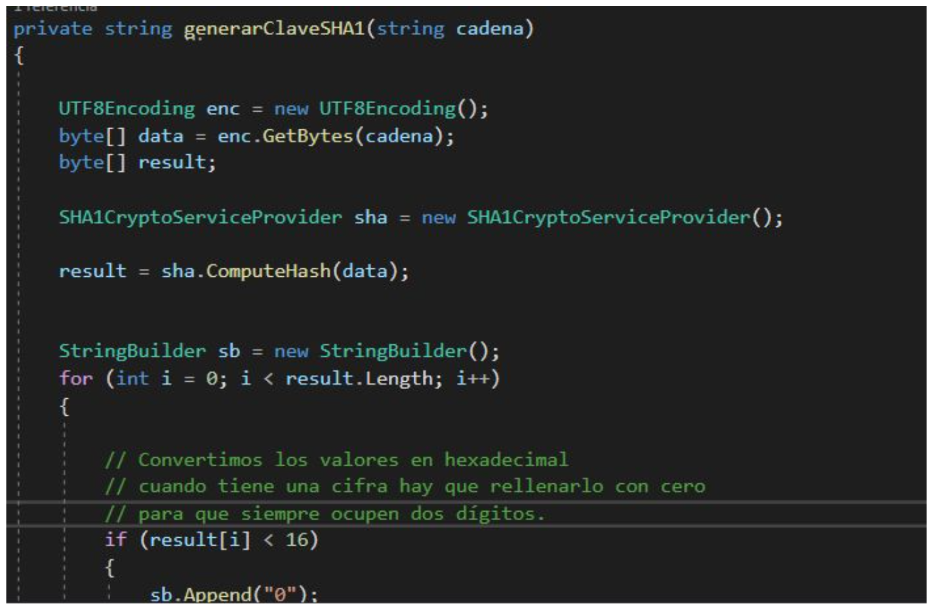 1 referencia
private string generarClaveSHA1(string cadena)
{
UTF8Encoding enc = new UTF8Encoding();
byte[] data = enc.GetBytes(cadena);
byte[] result;
SHA1CryptoServiceProvider sha = new SHA1CryptoServiceProvider();
result = sha.ComputeHash(data);
StringBuilder sb = new StringBuilder();
for (int i = 0; i < result.Length; i++)
{
// Convertimos los valores en hexadecimal
// cuando tiene una cifra hay que rellenarlo con cero
// para que siempre ocupen dos dígitos.
if (result[i] < 16)
{
sb.Append("0");